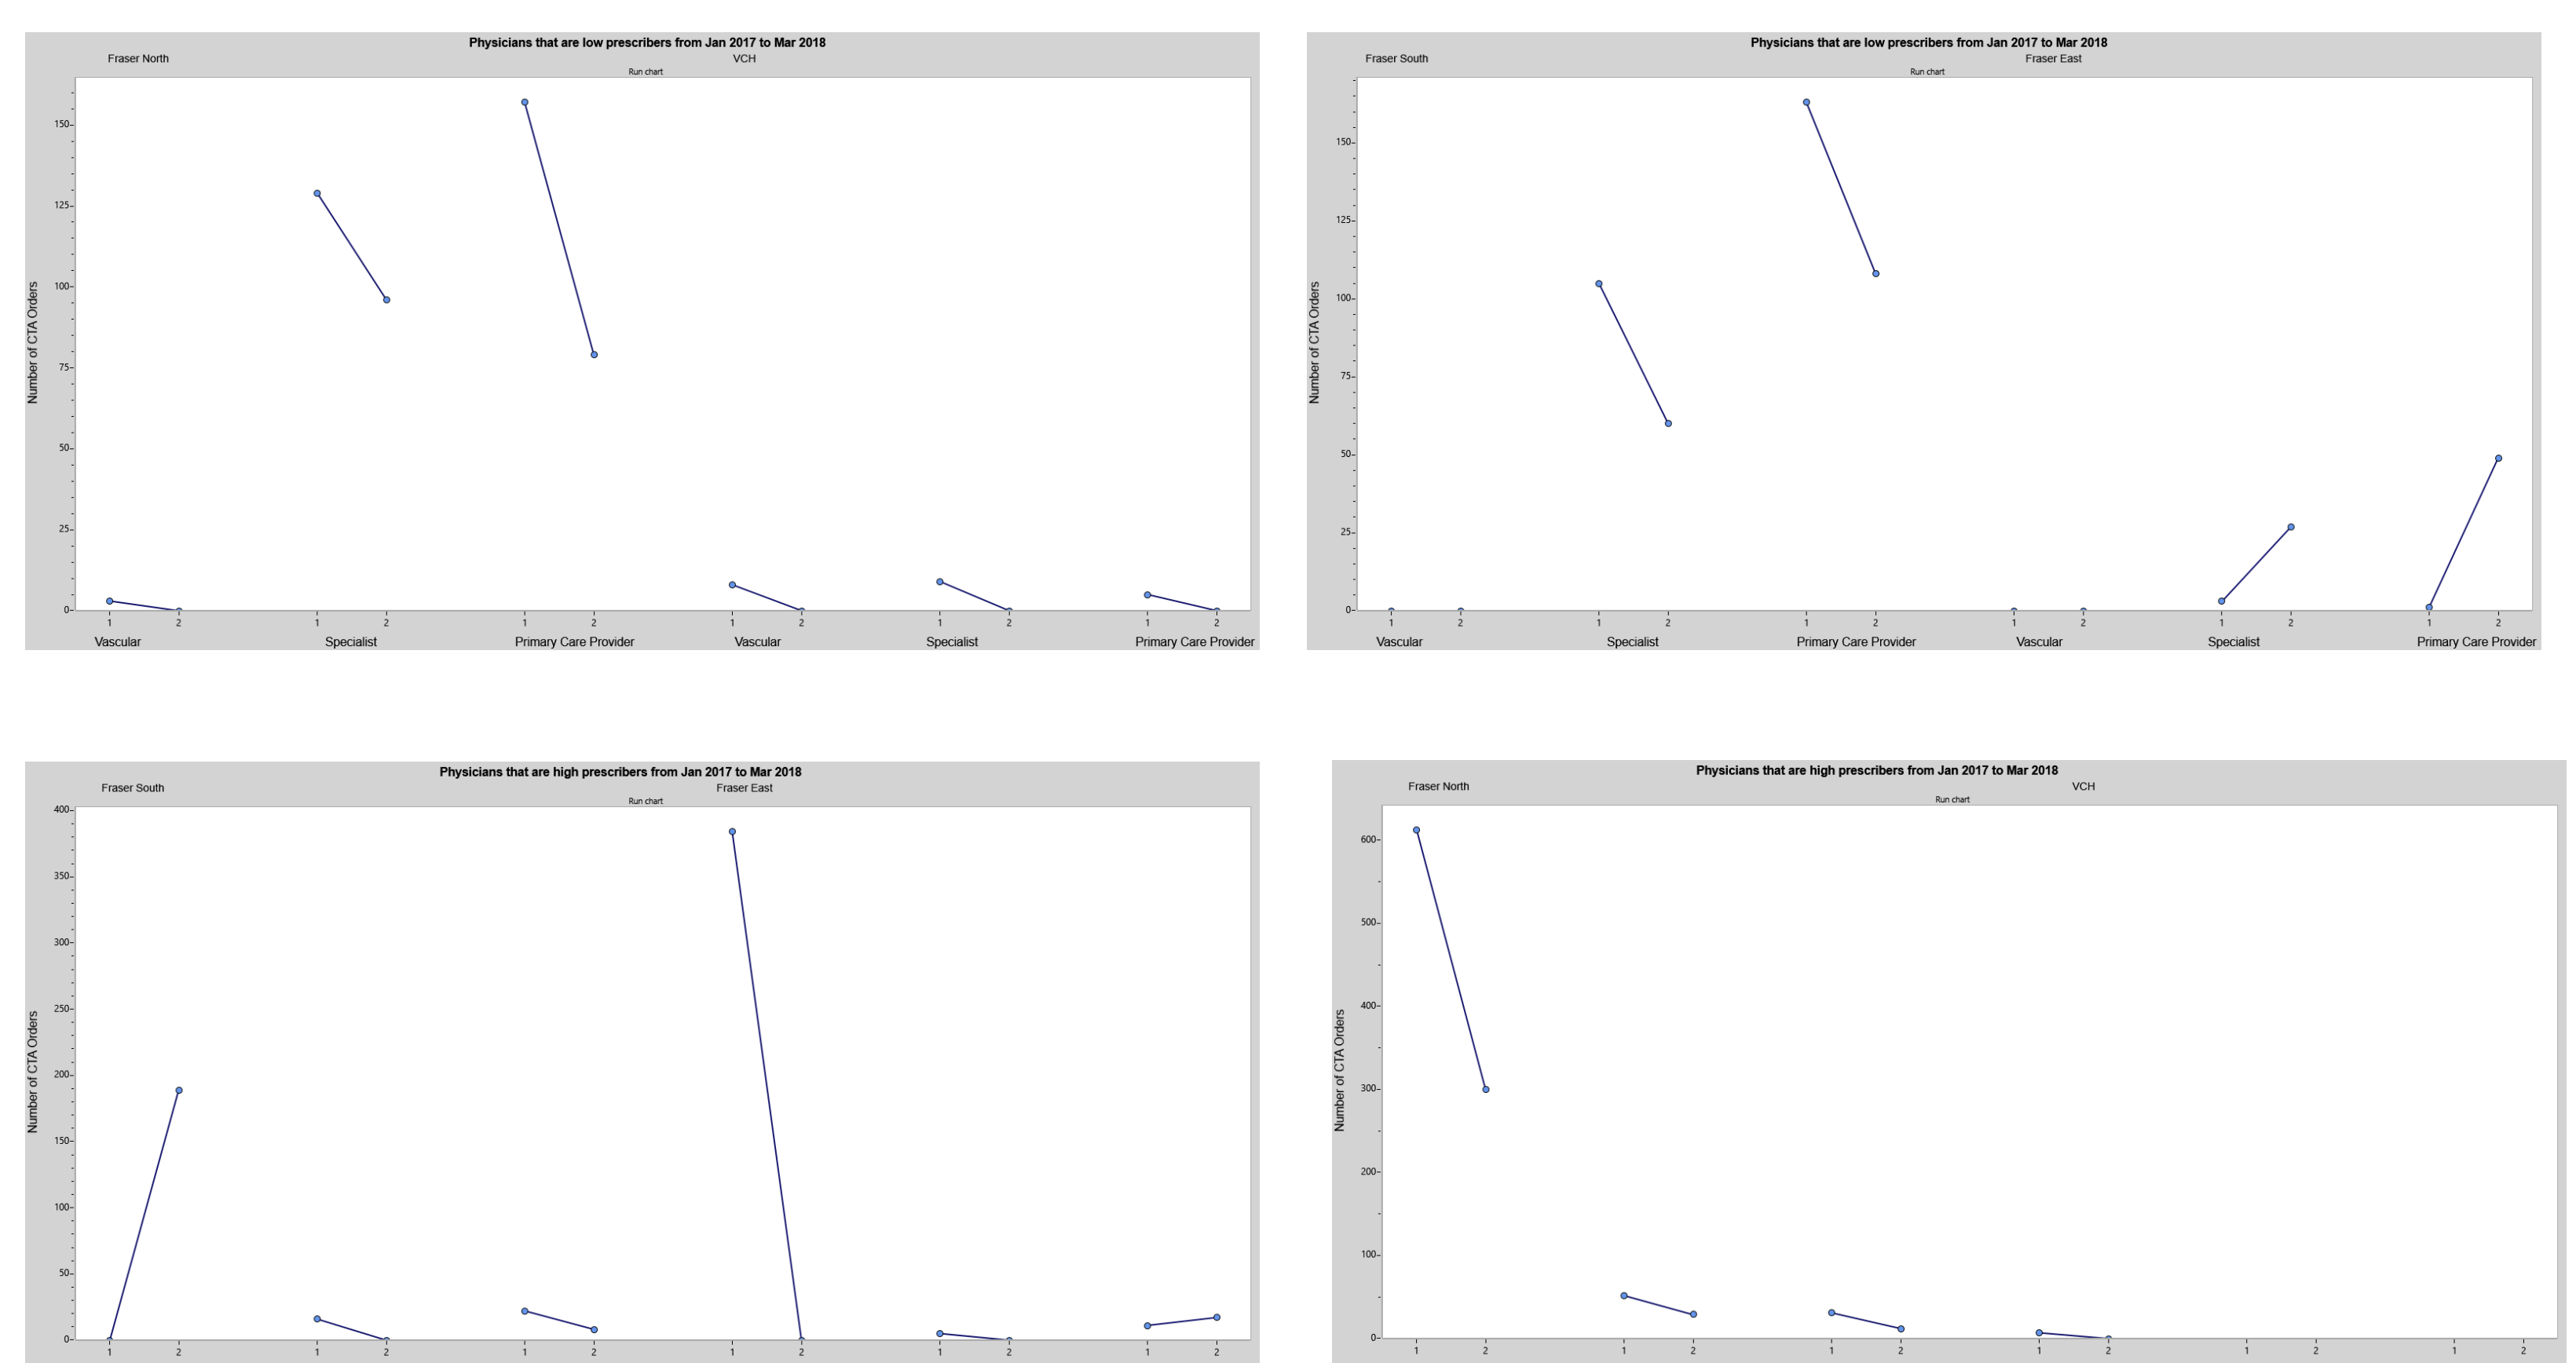 Physicians that are low prescribers from Jan 2017 to Mar 2018
Fraser North VCH
Run chart
Number of CTA Orders
150
125
100
75
50
25
0
1 2 1 2 1 2 1 2 1 2 1 2
Vascular Specialist Primary Care Provider Vascular Specialist Primary Care Provider
Physicians that are low prescribers from Jan 2017 to Mar 2018
Fraser South Fraser East
Run chart
Number of CTA Orders
150
125
100
75
50
25
0
1 2 1 2 1 2 1 2 1 2 1 2
Vascular Specialist Primary Care Provider Vascular Specialist Primary Care Provider
Physicians that are high prescribers from Jan 2017 to Mar 2018
Fraser South Fraser East
Run chart
Number of CTA Orders
400
350
300
250
200
150
100
50
0
1 2 1 2 1 2 1 2 1 2 1 2
Physicians that are high prescribers from Jan 2017 to Mar 2018
Fraser North VCH
Run chart
Number of CTA Orders
600
500
400
300
200
100
0
1 2 1 2 1 2 1 2 1 2 1 2